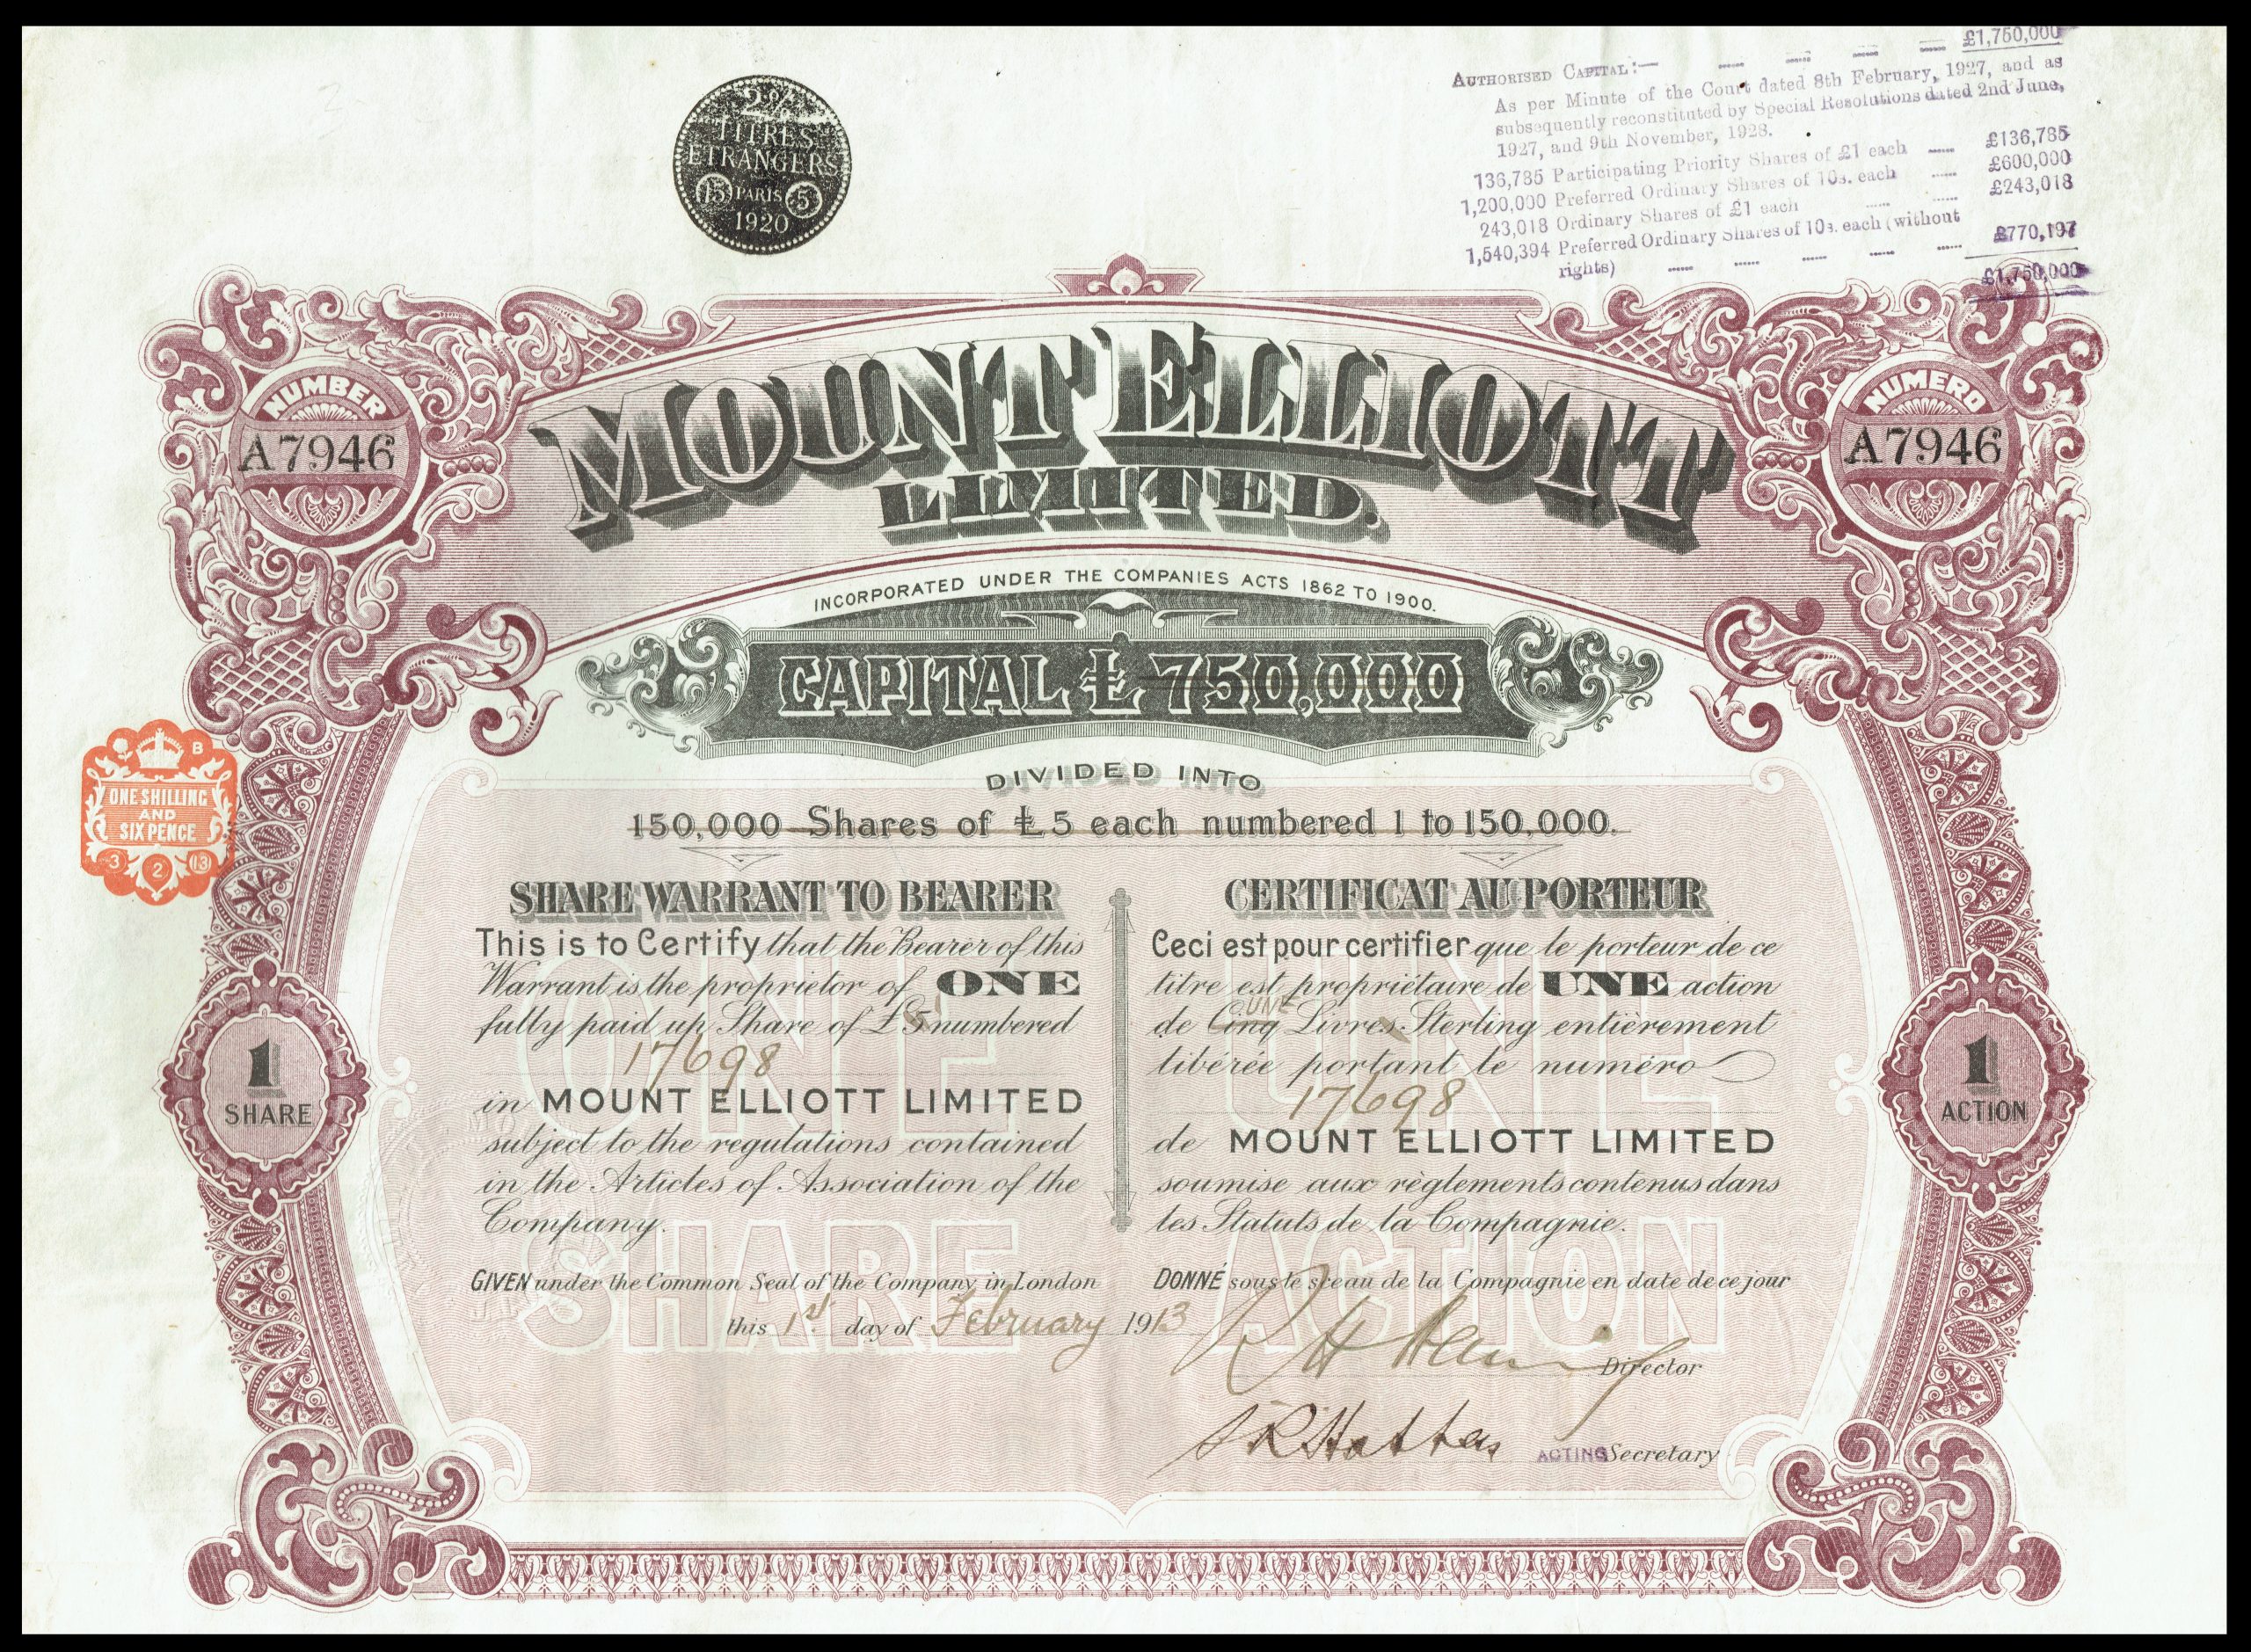 £1,750,000
AUTHORISED CAPITAL:—
As per Minute of the Court dated 8th February, 1927, and as
subsequently reconstituted by Special Resolutions dated 2nd June,
1927, and 9th November, 1928.
136,785 Participating Priority Shares of £1 each £136,785
1,200,000 Preferred Ordinary Shares of 10s. each £600,000
243,018 Ordinary Shares of £1 each £243,018
1,540,394 Preferred Ordinary Shares of 10s. each (without
rights) £770,197
£1,750,000
2%
TITRES
ETRANGERS
15 PARIS 5
1920
NUMBER
A7946
NUMERO
A7946
MOUNT ELLIOTT
LIMITED.
INCORPORATED UNDER THE COMPANIES ACTS 1862 TO 1900.
CAPITAL £750,000
DIVIDED INTO
150,000 Shares of £5 each numbered 1 to 150,000.
B
ONE SHILLING
AND
SIX PENCE
3 2 13
SHARE WARRANT TO BEARER
This is to Certify that the Bearer of this
Warrant is the proprietor of ONE
fully paid up Share of £5 numbered
17698
in MOUNT ELLIOTT LIMITED
subject to the regulations contained
in the Articles of Association of the
Company.
GIVEN under the Common Seal of the Company in London
this 1st day of February 1913
CERTIFICAT AU PORTEUR
Ceci est pour certifier que le porteur de ce
titre est propriétaire de UNE action
UNE
de Cinq Livres Sterling entièrement
libérée portant le numéro
17698
de MOUNT ELLIOTT LIMITED
soumise aux règlements contenus dans
les Statuts de la Compagnie.
DONNÉ sous le sceau de la Compagnie en date de ce jour
Director
ACTING Secretary
1
SHARE
1
ACTION
ONE
SHARE
UNE
ACTION